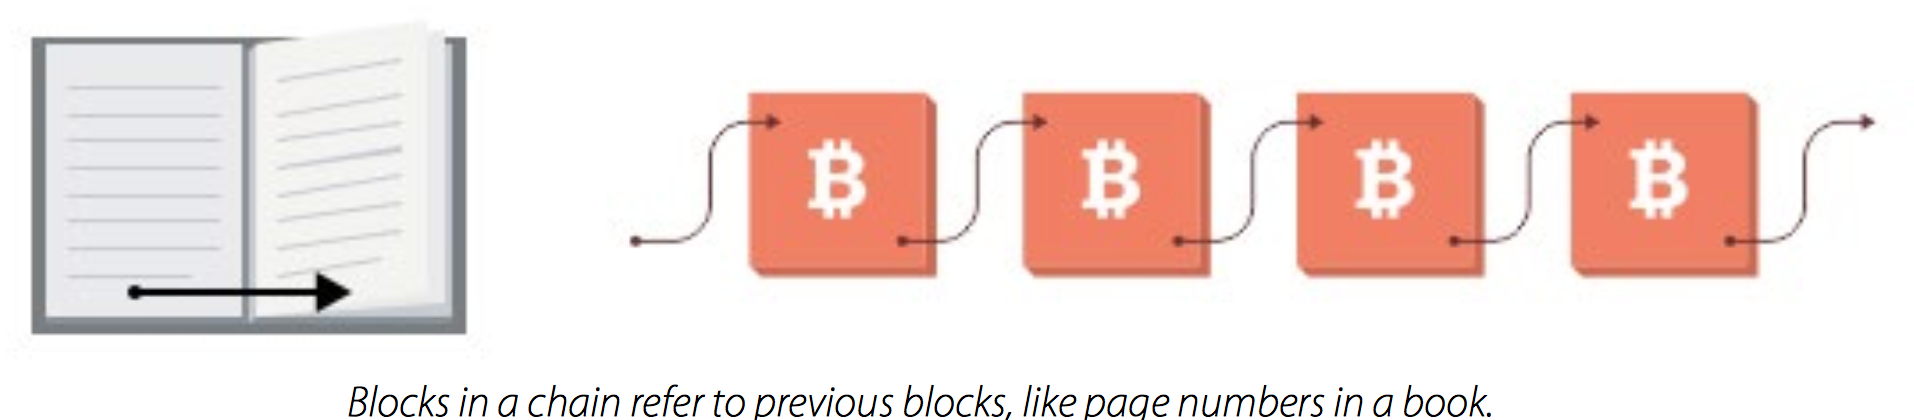 Blocks in a chain refer to previous blocks, like page numbers in a book.